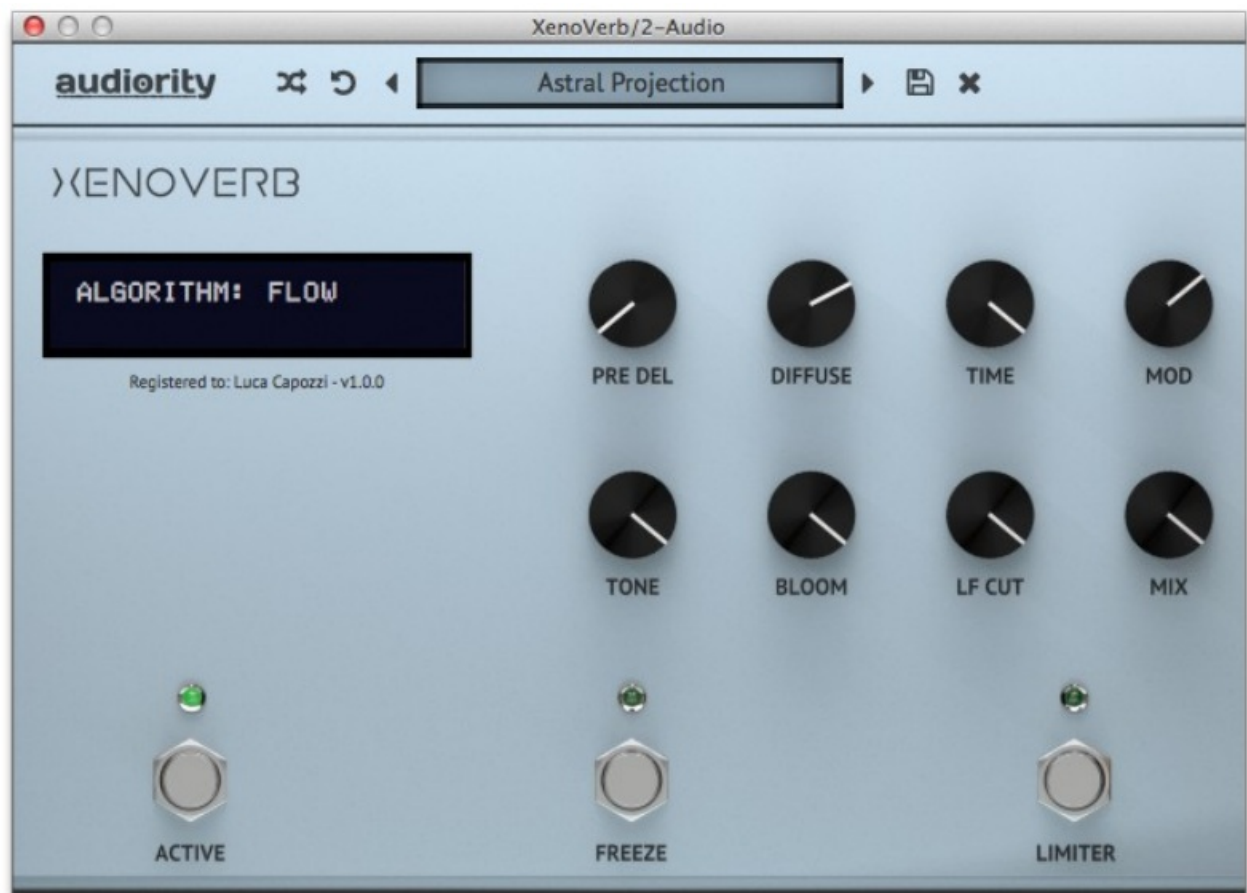 XenoVerb/2-Audio
audiority
Astral Projection
XENOVERB
ALGORITHM: FLOW
Registered to: Luca Capozzi - v1.0.0
PRE DEL DIFFUSE TIME MOD
TONE BLOOM LF CUT MIX
ACTIVE FREEZE LIMITER